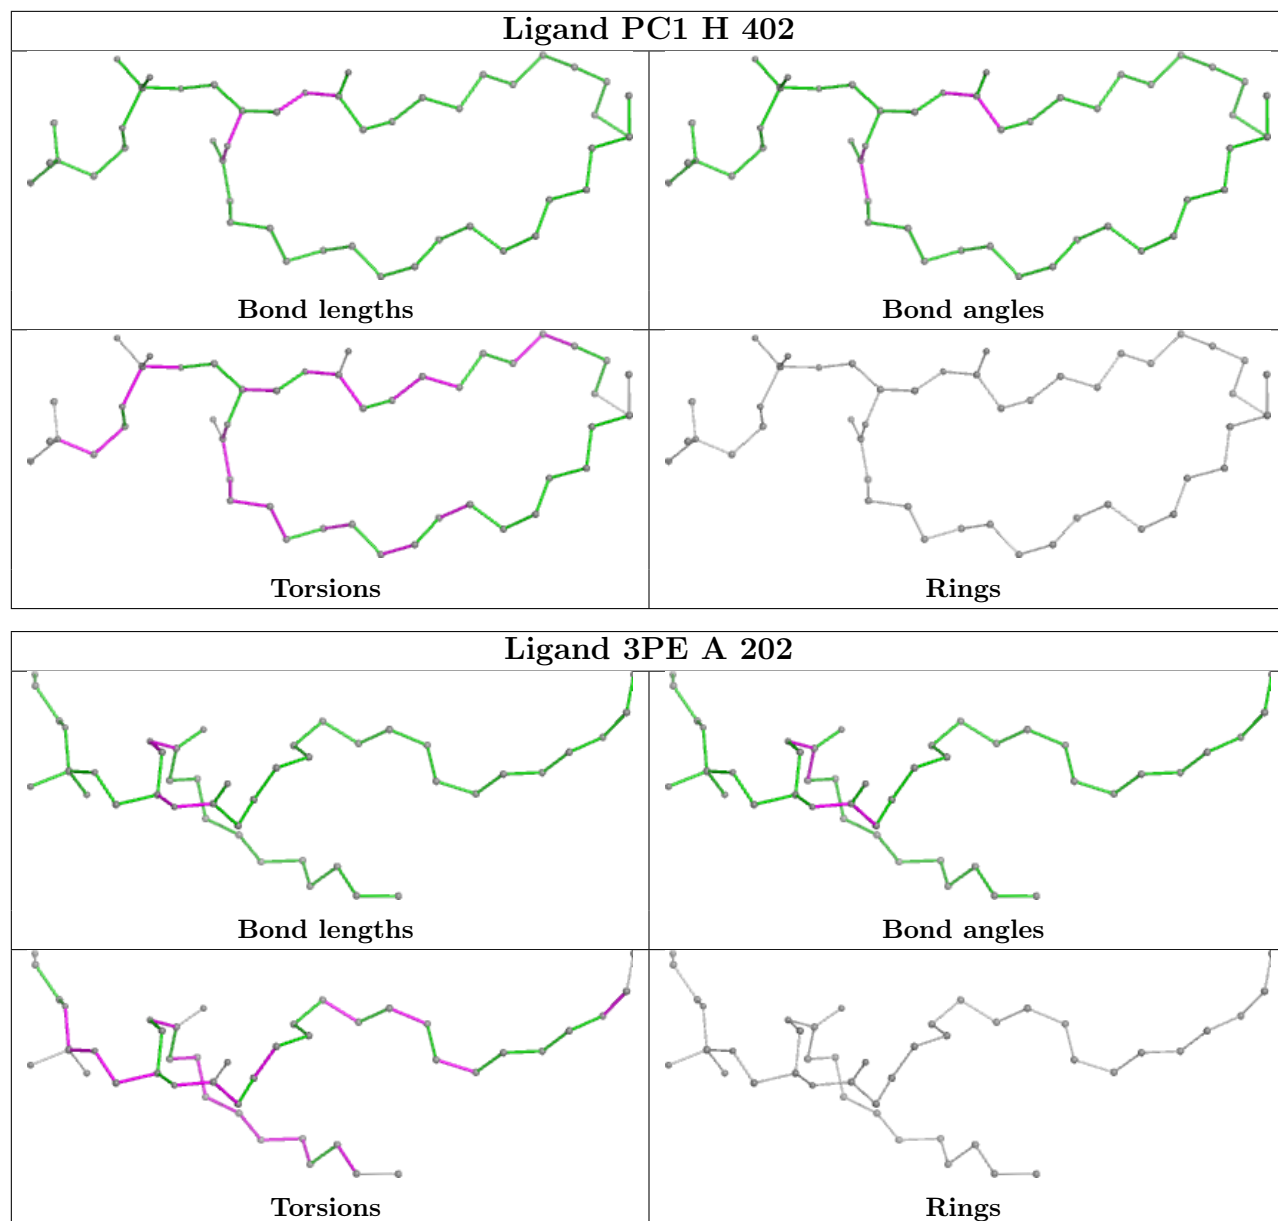 Ligand PC1 H 402
Bond lengths
Bond angles
Torsions
Rings
Ligand 3PE A 202
Bond lengths
Bond angles
Torsions
Rings